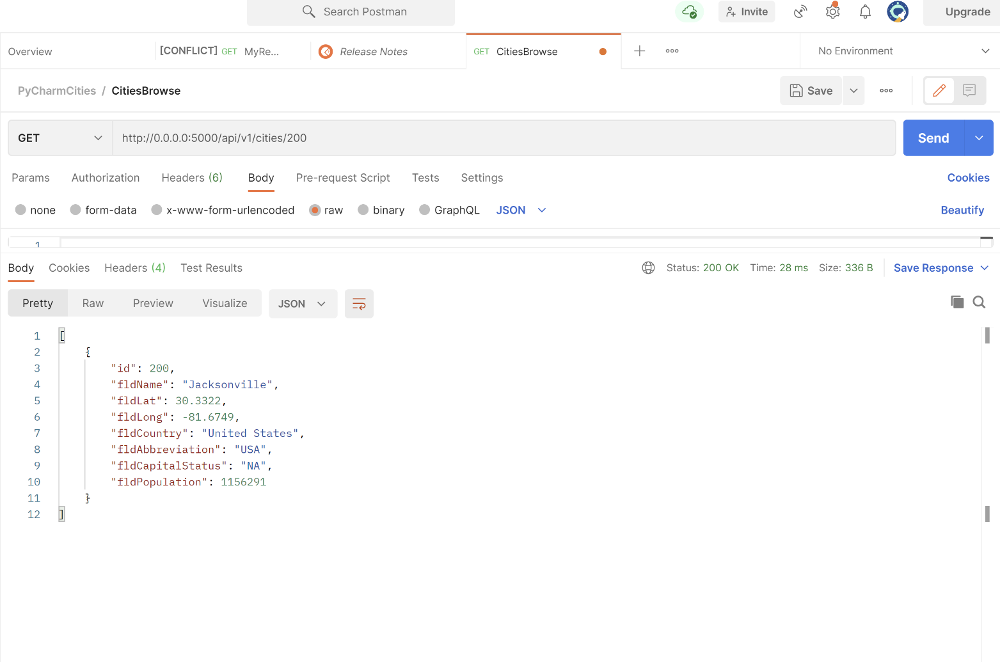 Search Postman
Invite
Upgrade
Overview
[CONFLICT] GET MyRe...
Release Notes
GET CitiesBrowse
No Environment
PyCharmCities / CitiesBrowse
Save
GET
http://0.0.0.0:5000/api/v1/cities/200
Send
Params Authorization Headers (6) Body Pre-request Script Tests Settings
Cookies
none form-data x-www-form-urlencoded raw binary GraphQL JSON
Beautify
1
Body Cookies Headers (4) Test Results
Status: 200 OK Time: 28 ms Size: 336 B
Save Response
Pretty Raw Preview Visualize JSON
1 [
2 {
3 "id": 200,
4 "fldName": "Jacksonville",
5 "fldLat": 30.3322,
6 "fldLong": -81.6749,
7 "fldCountry": "United States",
8 "fldAbbreviation": "USA",
9 "fldCapitalStatus": "NA",
10 "fldPopulation": 1156291
11 }
12 ]